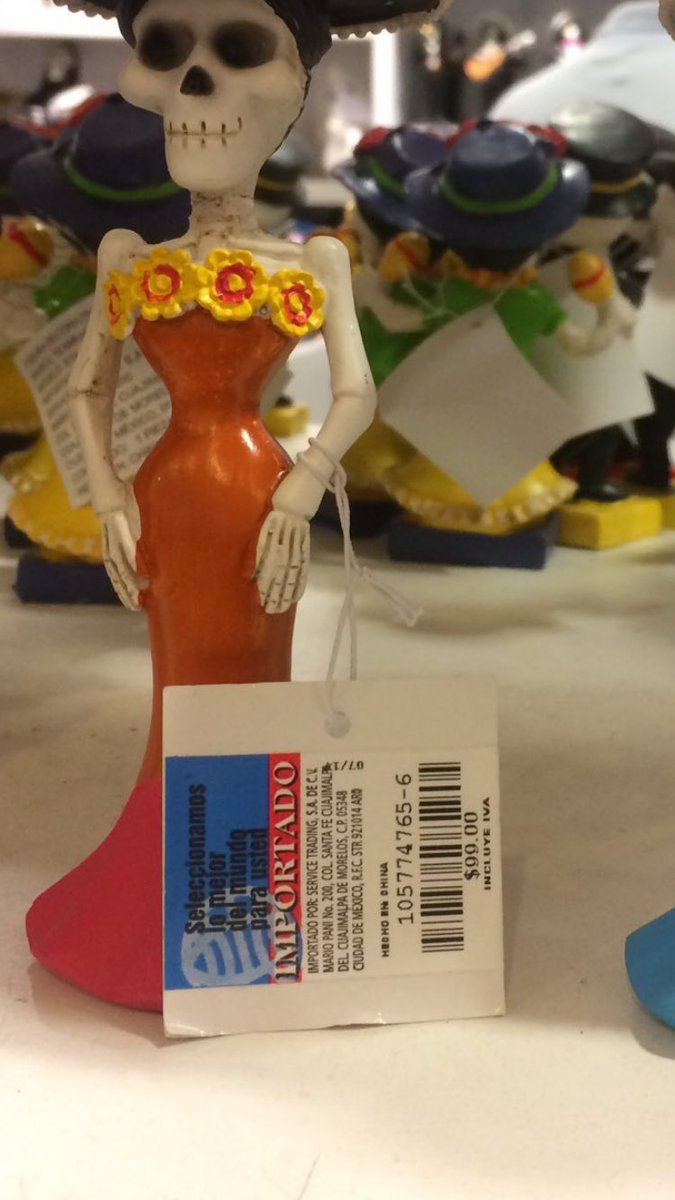 Seleccionamos
lo mejor
del mundo
para usted
IMPORTADO
IMPORTADO POR: SERVICE TRADING, S.A. DE C.V.
MARIO PANI No. 200, COL. SANTA FE CUAJIMALPA
DEL. CUAJIMALPA DE MORELOS, C.P. 05348
CIUDAD DE MEXICO, R.F.C. STR 921014 AR0
HECHO EN CHINA
105774765-6
$99.00
INCLUYE IVA